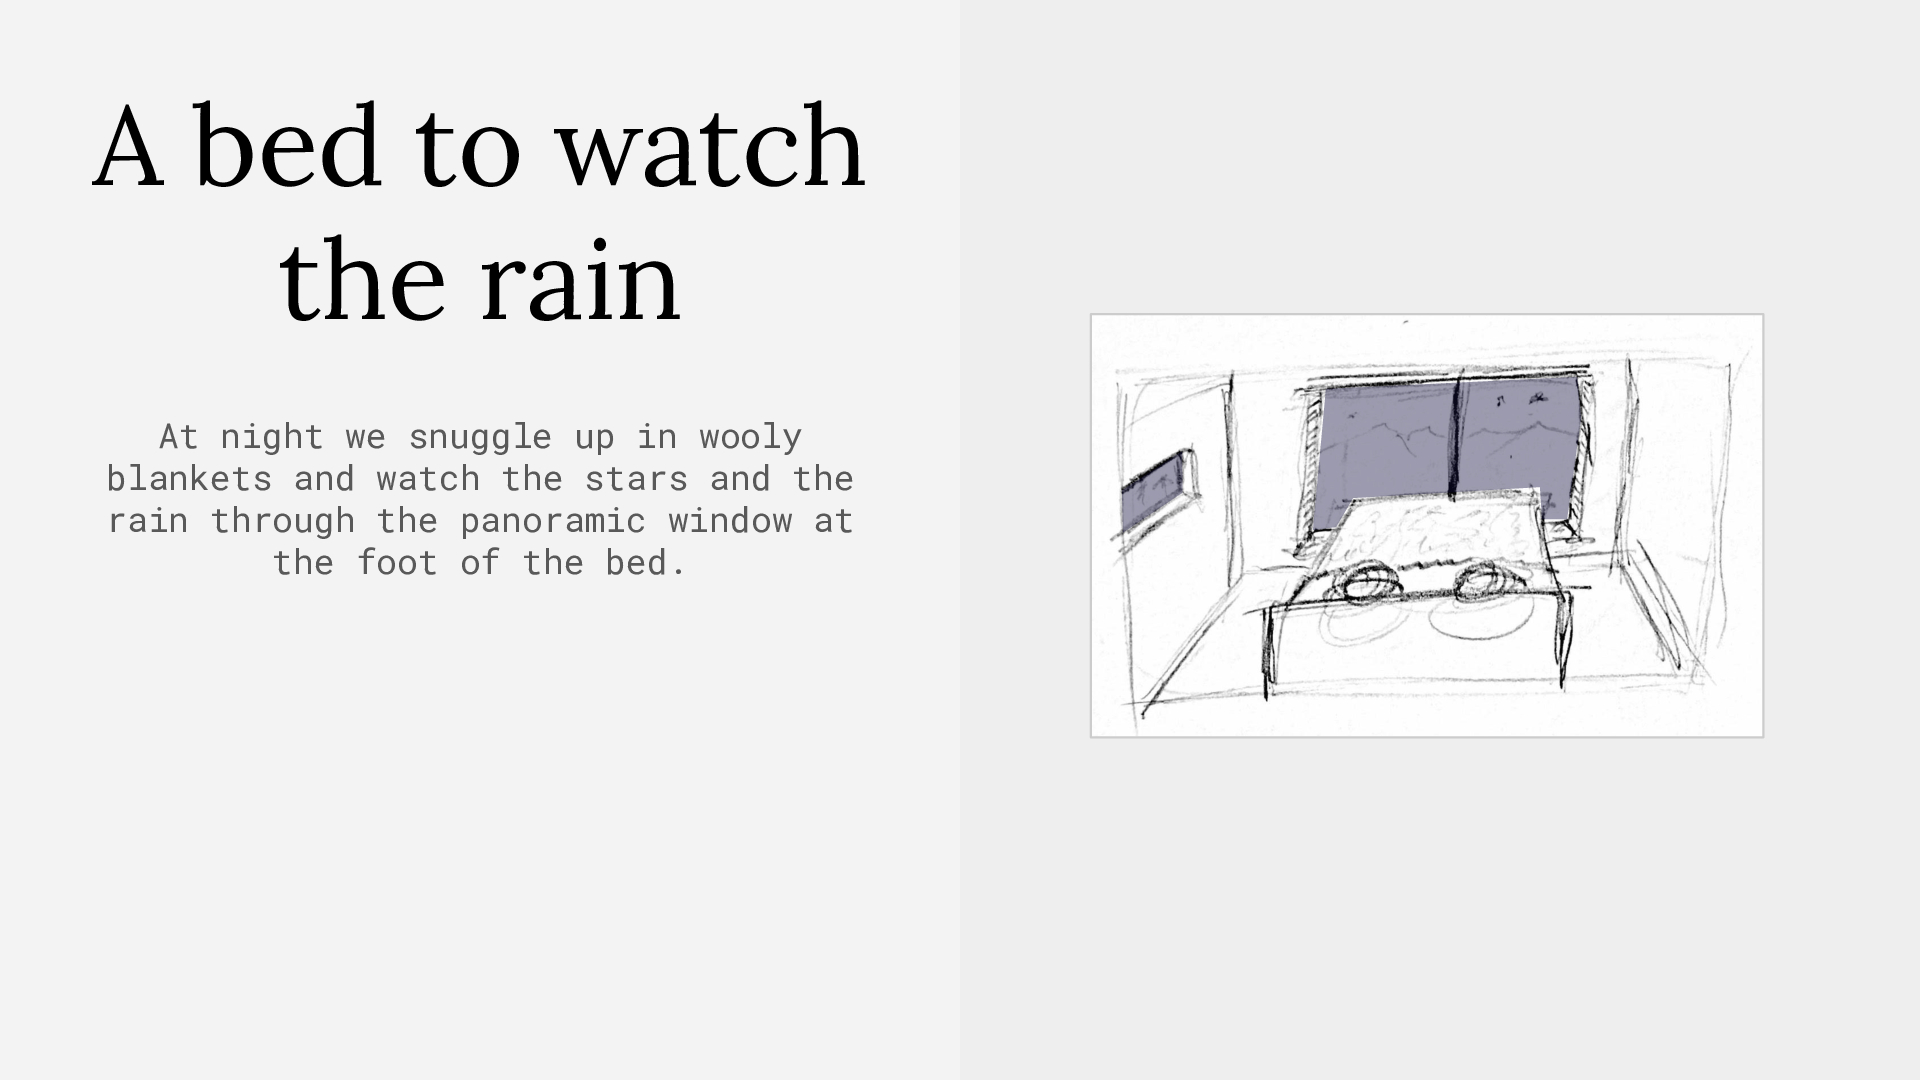 A bed to watch
the rain
At night we snuggle up in wooly
blankets and watch the stars and the
rain through the panoramic window at
the foot of the bed.